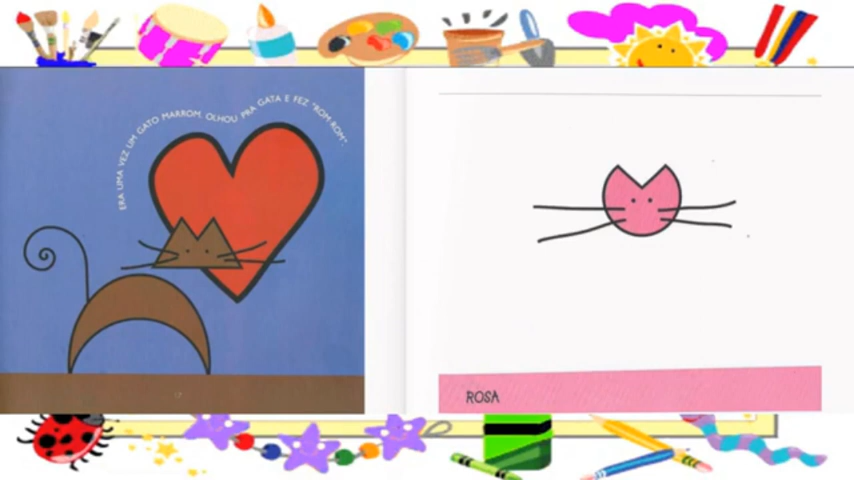 ERA UMA VEZ UM GATO MARROM. OLHOU PRA GATA E FEZ "ROM-ROM".
ROSA